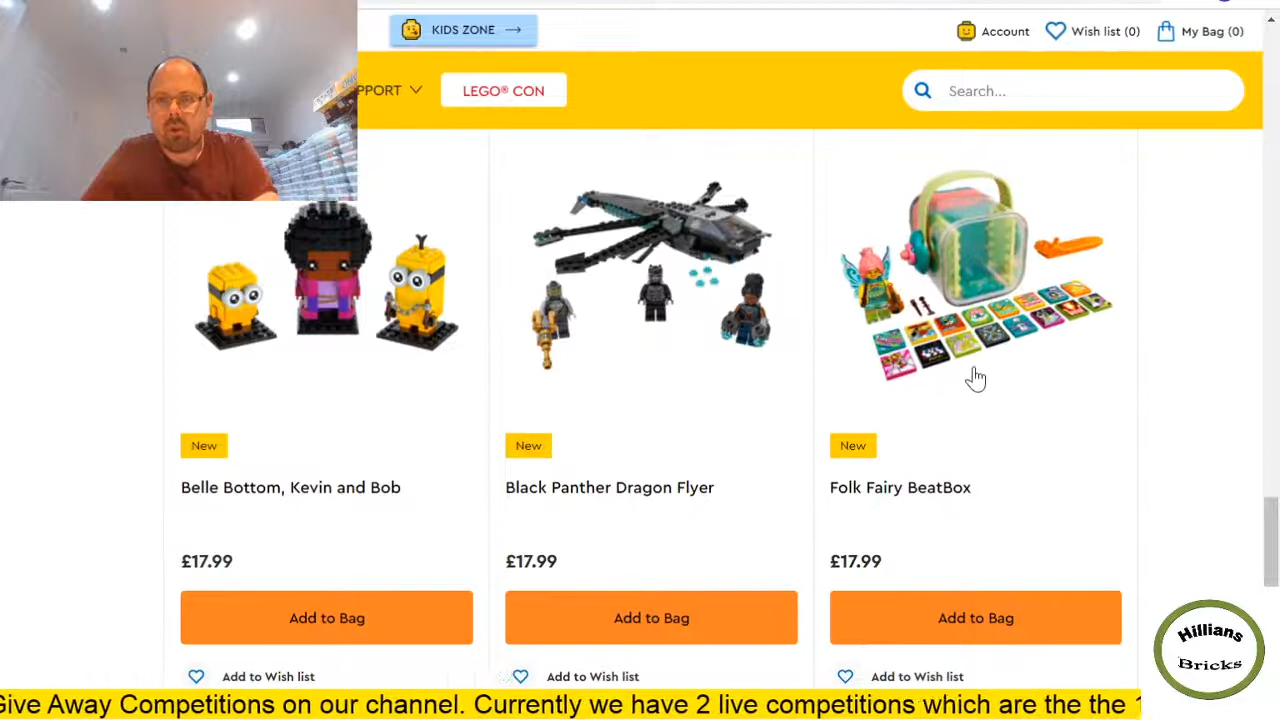 KIDS ZONE →
Account
Wish list (0)
My Bag (0)
PPORT
LEGO® CON
Search...
New
New
New
Belle Bottom, Kevin and Bob
Black Panther Dragon Flyer
Folk Fairy BeatBox
£17.99
£17.99
£17.99
Add to Bag
Add to Bag
Add to Bag
Add to Wish list
Add to Wish list
Add to Wish list
Hillians
Bricks
Give Away Competitions on our channel. Currently we have 2 live competitions which are the the